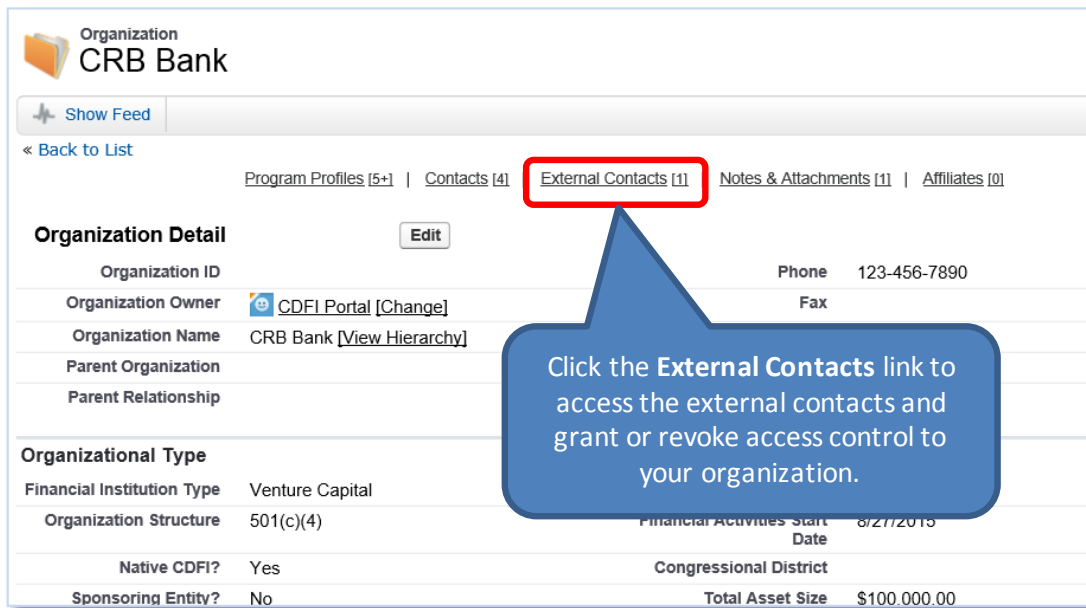 Organization
CRB Bank
Show Feed
« Back to List
Program Profiles [5+] | Contacts [4] External Contacts [1] Notes & Attachments [1] | Affiliates [0]
Organization Detail Edit
Organization ID Phone 123-456-7890
Organization Owner CDFI Portal [Change] Fax
Organization Name CRB Bank [View Hierarchy]
Parent Organization
Parent Relationship
Click the External Contacts link to
access the external contacts and
grant or revoke access control to
your organization.
Organizational Type
Financial Institution Type Venture Capital
Organization Structure 501(c)(4) Financial Activities Start 8/27/2015
Date
Native CDFI? Yes Congressional District
Sponsoring Entity? No Total Asset Size $100,000.00